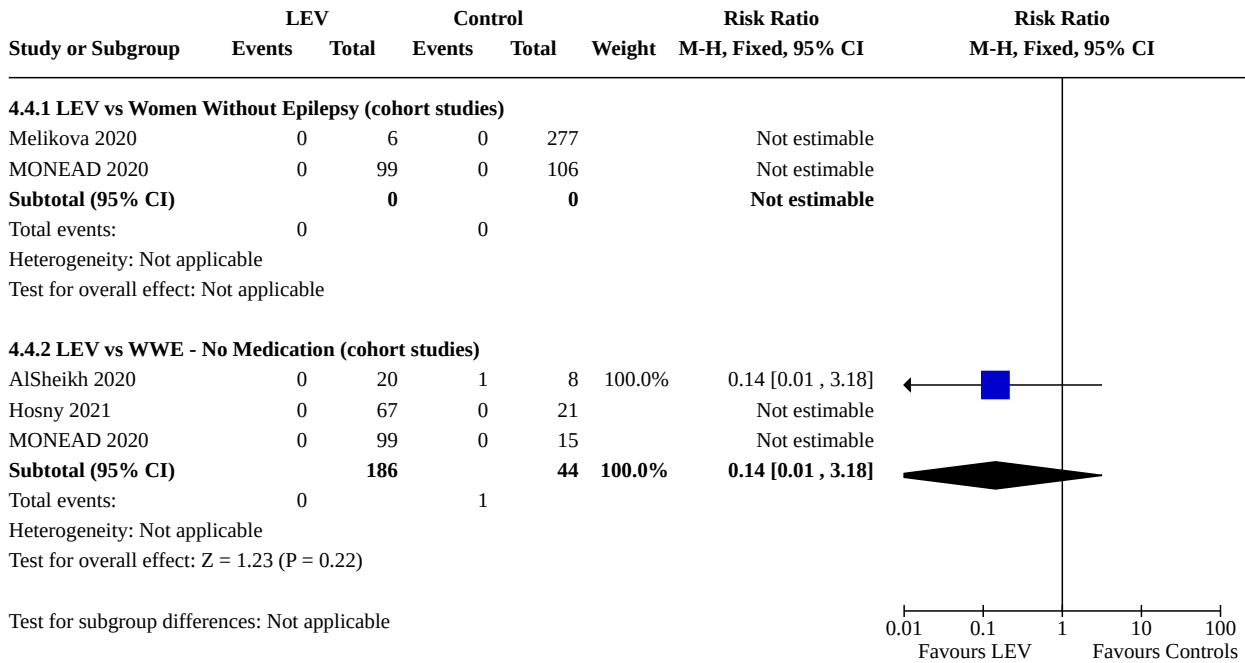 LEV Control Risk Ratio Risk Ratio
Study or Subgroup Events Total Events Total Weight M-H, Fixed, 95% CI M-H, Fixed, 95% CI
4.4.1 LEV vs Women Without Epilepsy (cohort studies)
Melikova 2020 0 6 0 277 Not estimable
MONEAD 2020 0 99 0 106 Not estimable
Subtotal (95% CI) 0 0 Not estimable
Total events: 0 0
Heterogeneity: Not applicable
Test for overall effect: Not applicable
4.4.2 LEV vs WWE - No Medication (cohort studies)
AlSheikh 2020 0 20 1 8 100.0% 0.14 [0.01 , 3.18]
Hosny 2021 0 67 0 21 Not estimable
MONEAD 2020 0 99 0 15 Not estimable
Subtotal (95% CI) 186 44 100.0% 0.14 [0.01 , 3.18]
Total events: 0 1
Heterogeneity: Not applicable
Test for overall effect: Z = 1.23 (P = 0.22)
Test for subgroup differences: Not applicable
0.01 0.1 1 10 100
Favours LEV Favours Controls